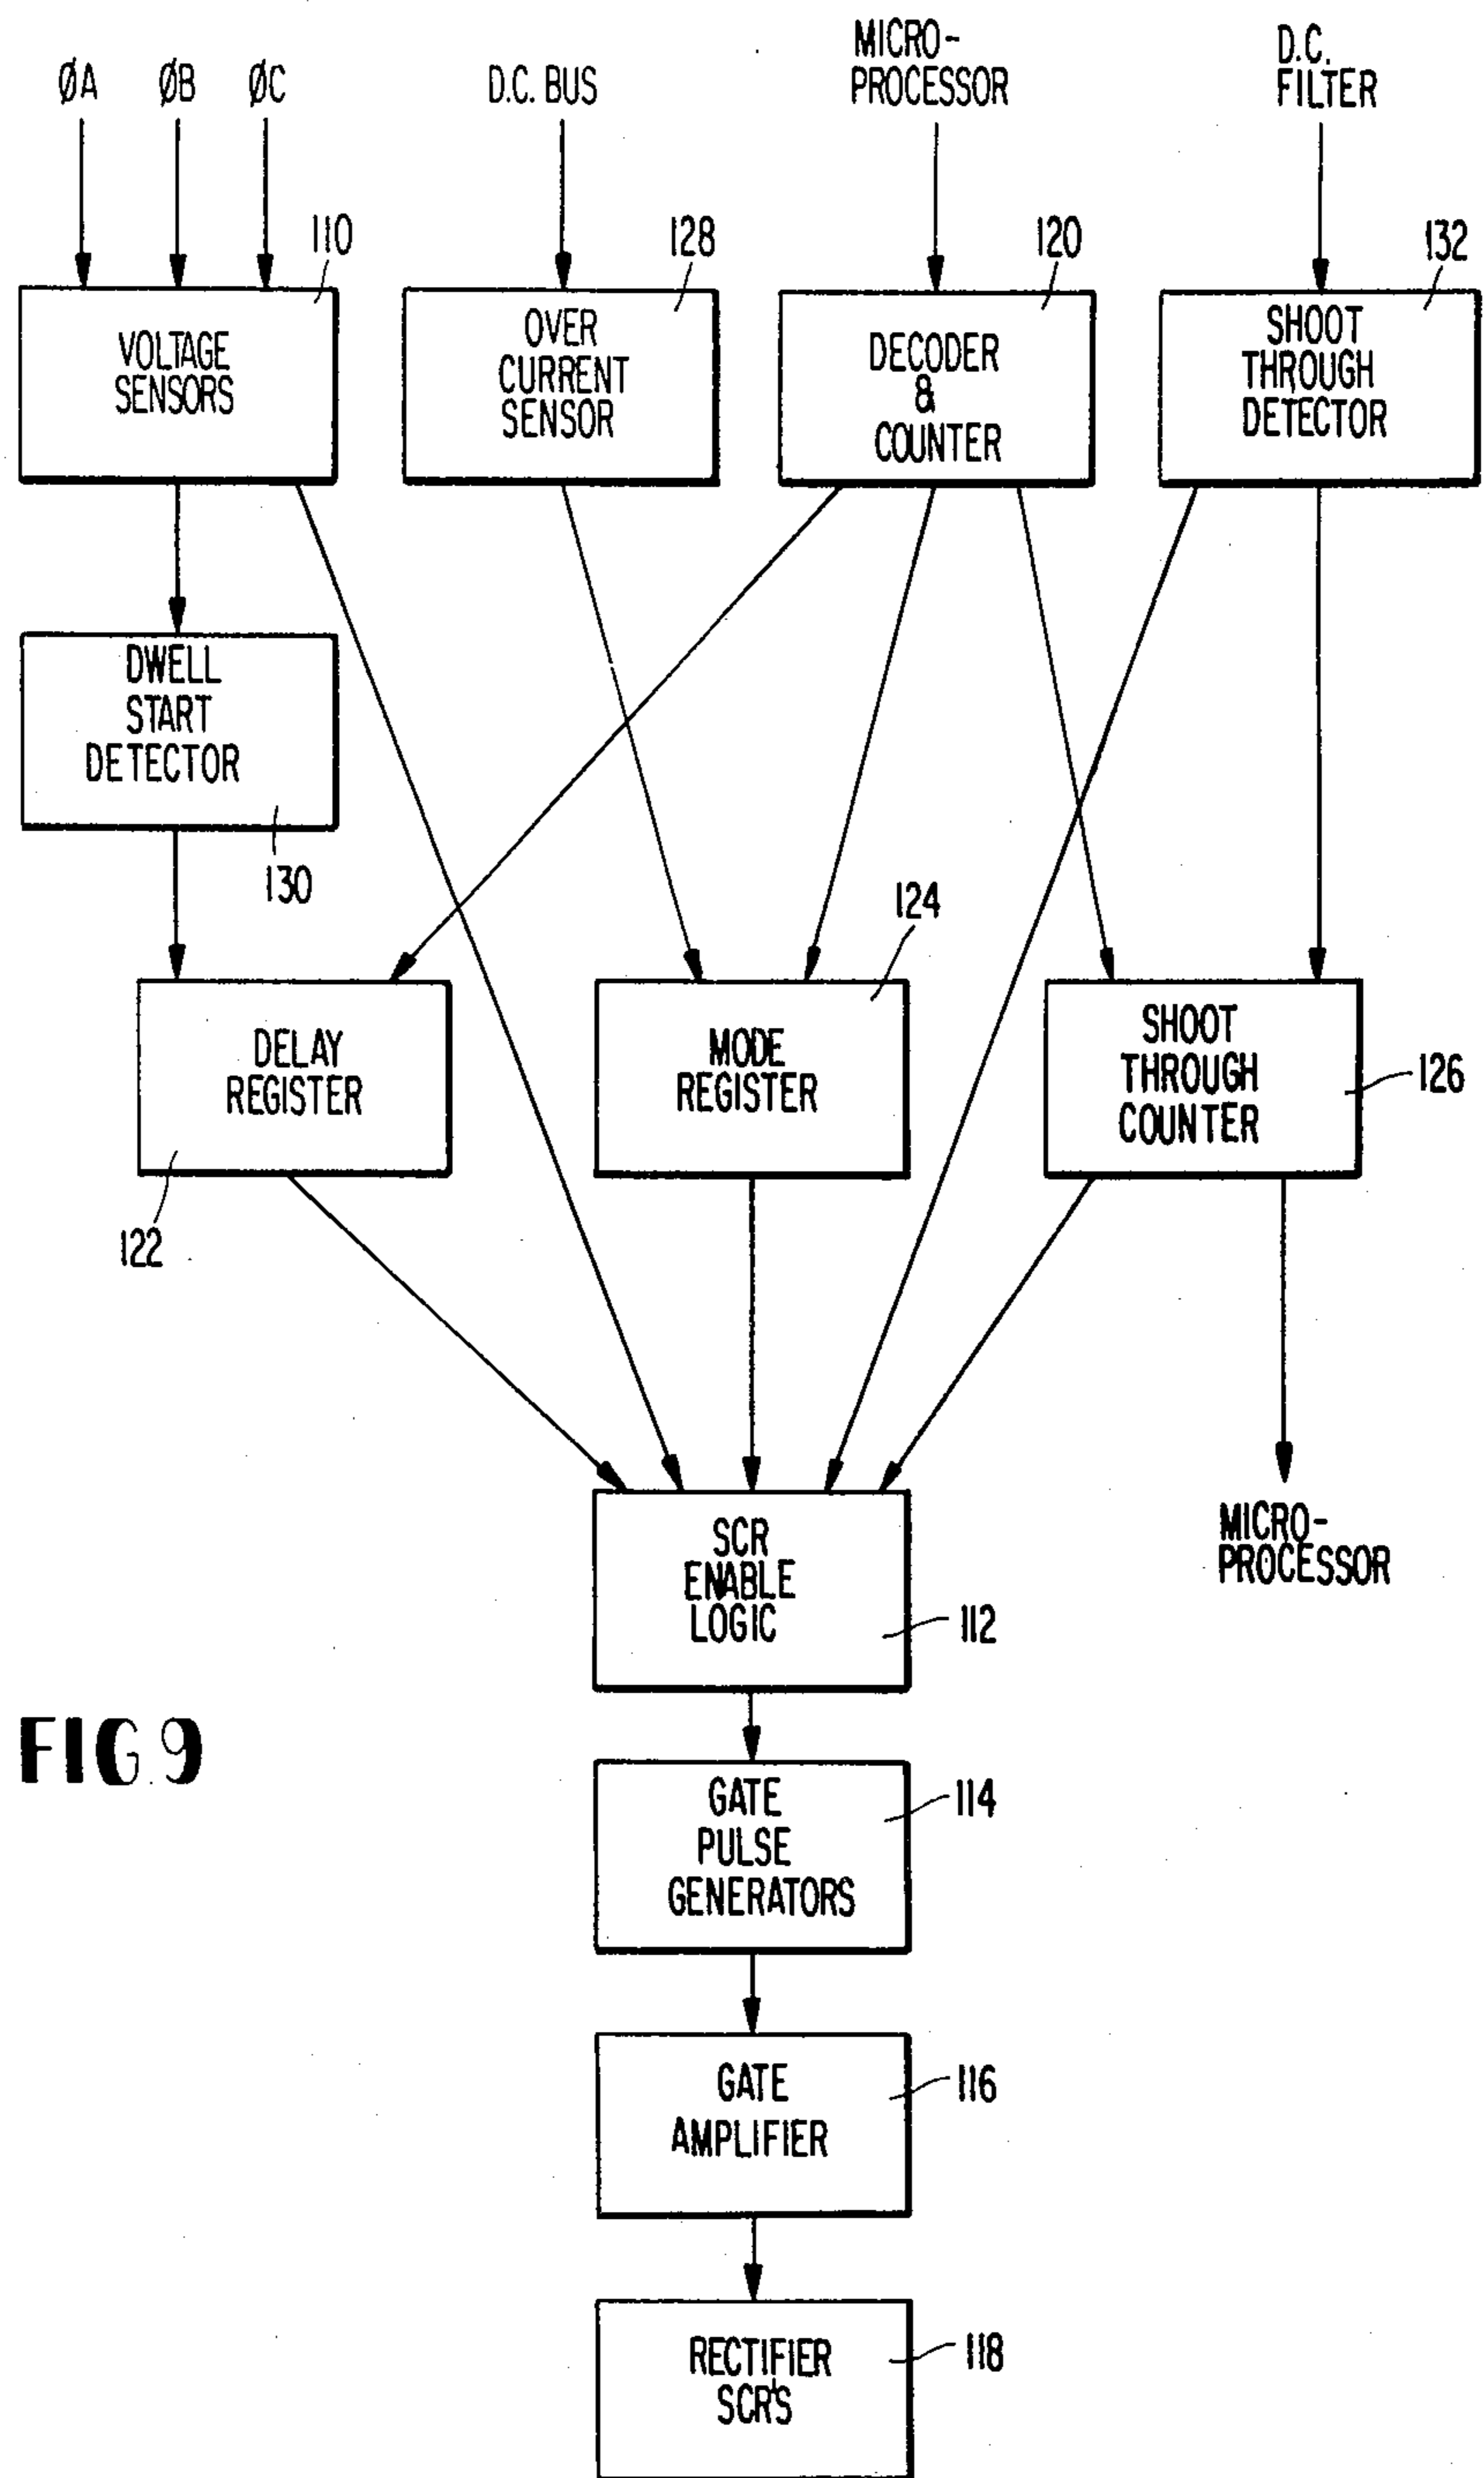 ØA
ØB
ØC
D.C. BUS
MICRO-
PROCESSOR
D.C.
FILTER
110
128
120
132
VOLTAGE
SENSORS
OVER
CURRENT
SENSOR
DECODER
&
COUNTER
SHOOT
THROUGH
DETECTOR
DWELL
START
DETECTOR
130
124
DELAY
REGISTER
122
MODE
REGISTER
SHOOT
THROUGH
COUNTER
126
SCR
ENABLE
LOGIC
112
MICRO-
PROCESSOR
FIG.9
GATE
PULSE
GENERATORS
114
GATE
AMPLIFIER
116
RECTIFIER
SCR'S
118